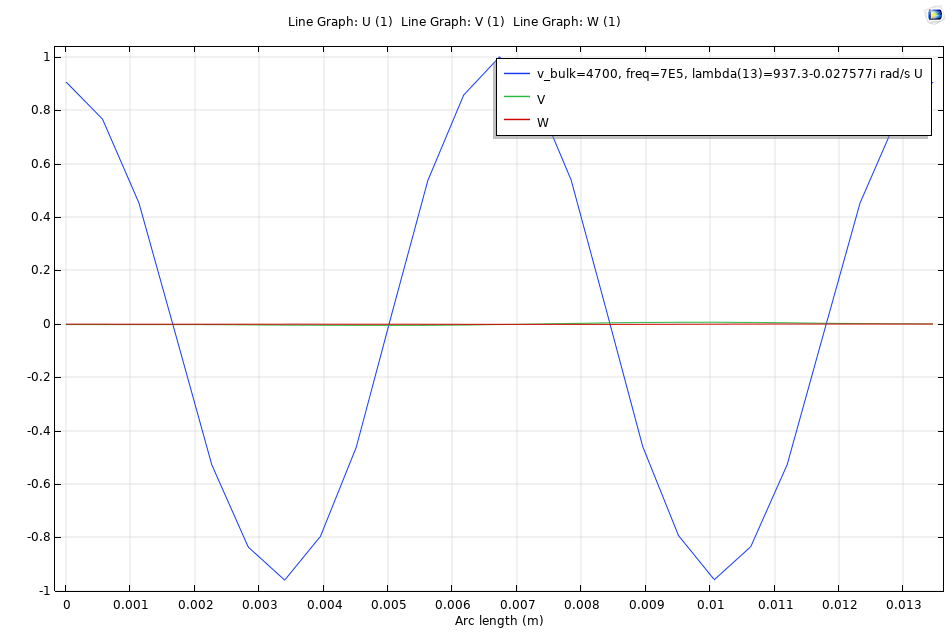 Line Graph: U (1)  Line Graph: V (1)  Line Graph: W (1)
v_bulk=4700, freq=7E5, lambda(13)=937.3-0.027577i rad/s U
V
W
1
0.8
0.6
0.4
0.2
0
-0.2
-0.4
-0.6
-0.8
-1
0 0.001 0.002 0.003 0.004 0.005 0.006 0.007 0.008 0.009 0.01 0.011 0.012 0.013
Arc length (m)